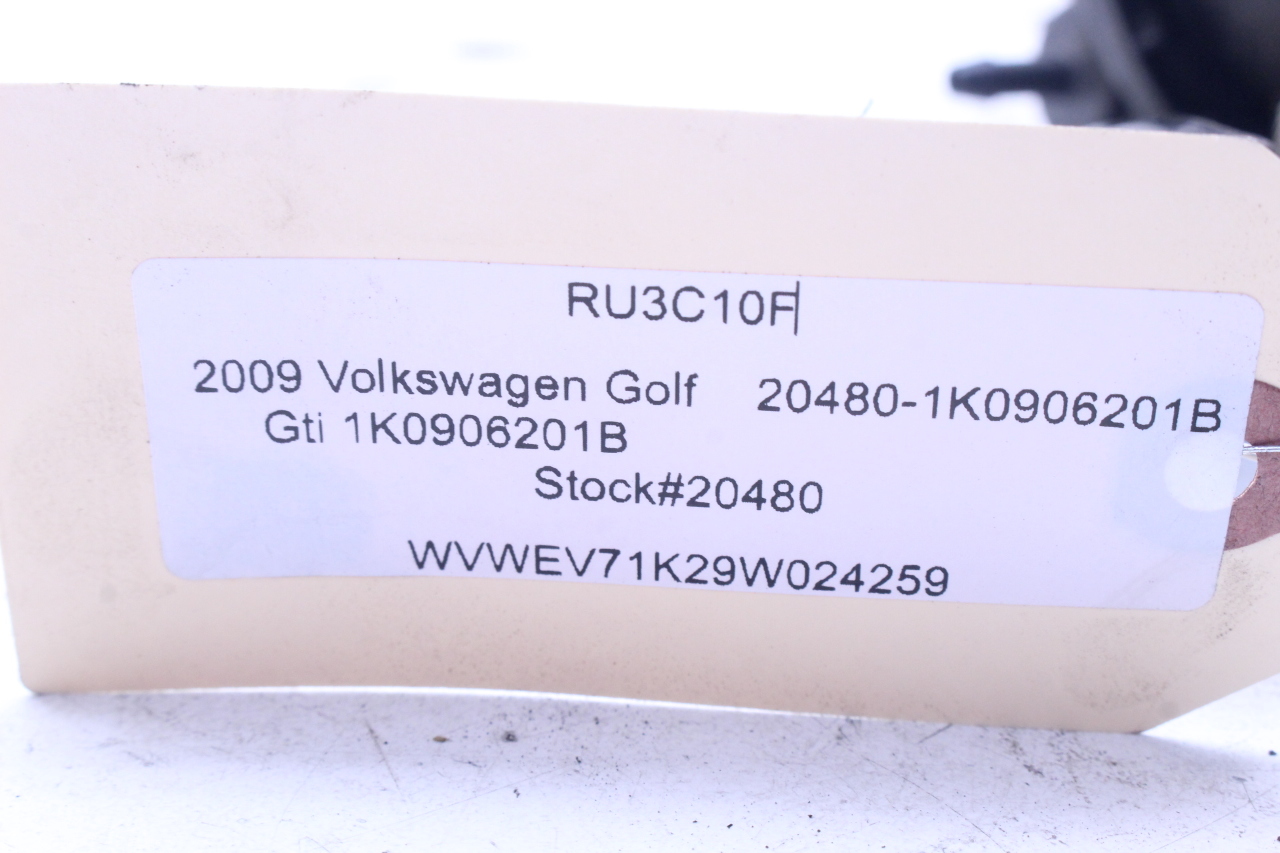 RU3C10F
2009 Volkswagen Golf 20480-1K0906201B
Gti 1K0906201B
Stock#20480
WVWEV71K29W024259